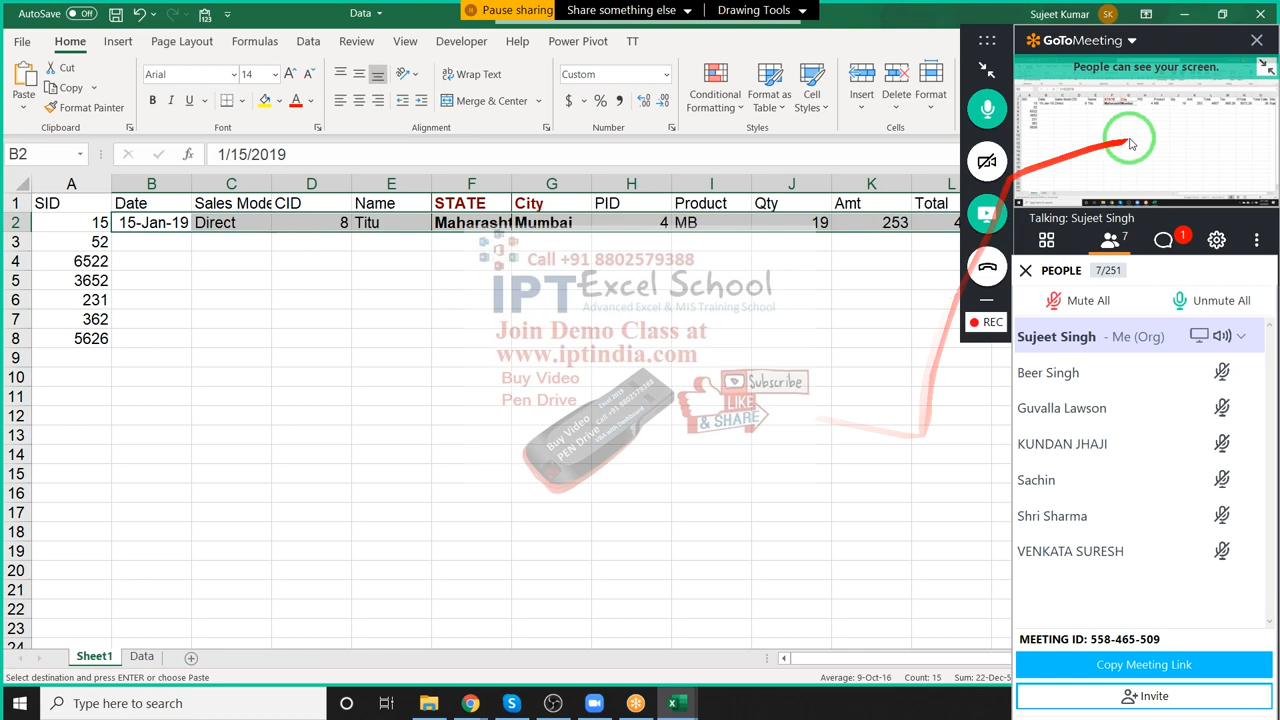 AutoSave Off Data
Pause sharing Share something else Drawing Tools
Sujeet Kumar SK
File Home Insert Page Layout Formulas Data Review View Developer Help Power Pivot TT
Paste Cut Copy Format Painter
Arial 14
B I U
Wrap Text
Merge & Center
Custom
Conditional Formatting
Format as Table
Cell Styles
Insert Delete Format
Clipboard Font Alignment Number Styles Cells
B2 1/15/2019
A B C D E F G H I J K L
1 SID Date Sales Mode CID Name STATE City PID Product Qty Amt Total
2 15 15-Jan-19 Direct 8 Titu Maharasht Mumbai 4 MB 19 253 4
3 52
4 6522
5 3652
6 231
7 362
8 5626
9
10
11
12
13
14
15
16
17
18
19
20
21
22
23
24
Call +91 8802579388
IPT Excel School
Advanced Excel & MIS Training School
Join Demo Class at
www.iptindia.com
Buy Video
Pen Drive
Buy Video
PEN Drive
Subscribe
LIKE
& SHARE
Sheet1 Data
Select destination and press ENTER or choose Paste
Average: 9-Oct-16 Count: 15 Sum: 22-Dec-5
Type here to search
REC
GoToMeeting
People can see your screen.
Talking: Sujeet Singh
7 1
PEOPLE 7/251
Mute All Unmute All
Sujeet Singh - Me (Org)
Beer Singh
Guvalla Lawson
KUNDAN JHAJI
Sachin
Shri Sharma
VENKATA SURESH
MEETING ID: 558-465-509
Copy Meeting Link
Invite